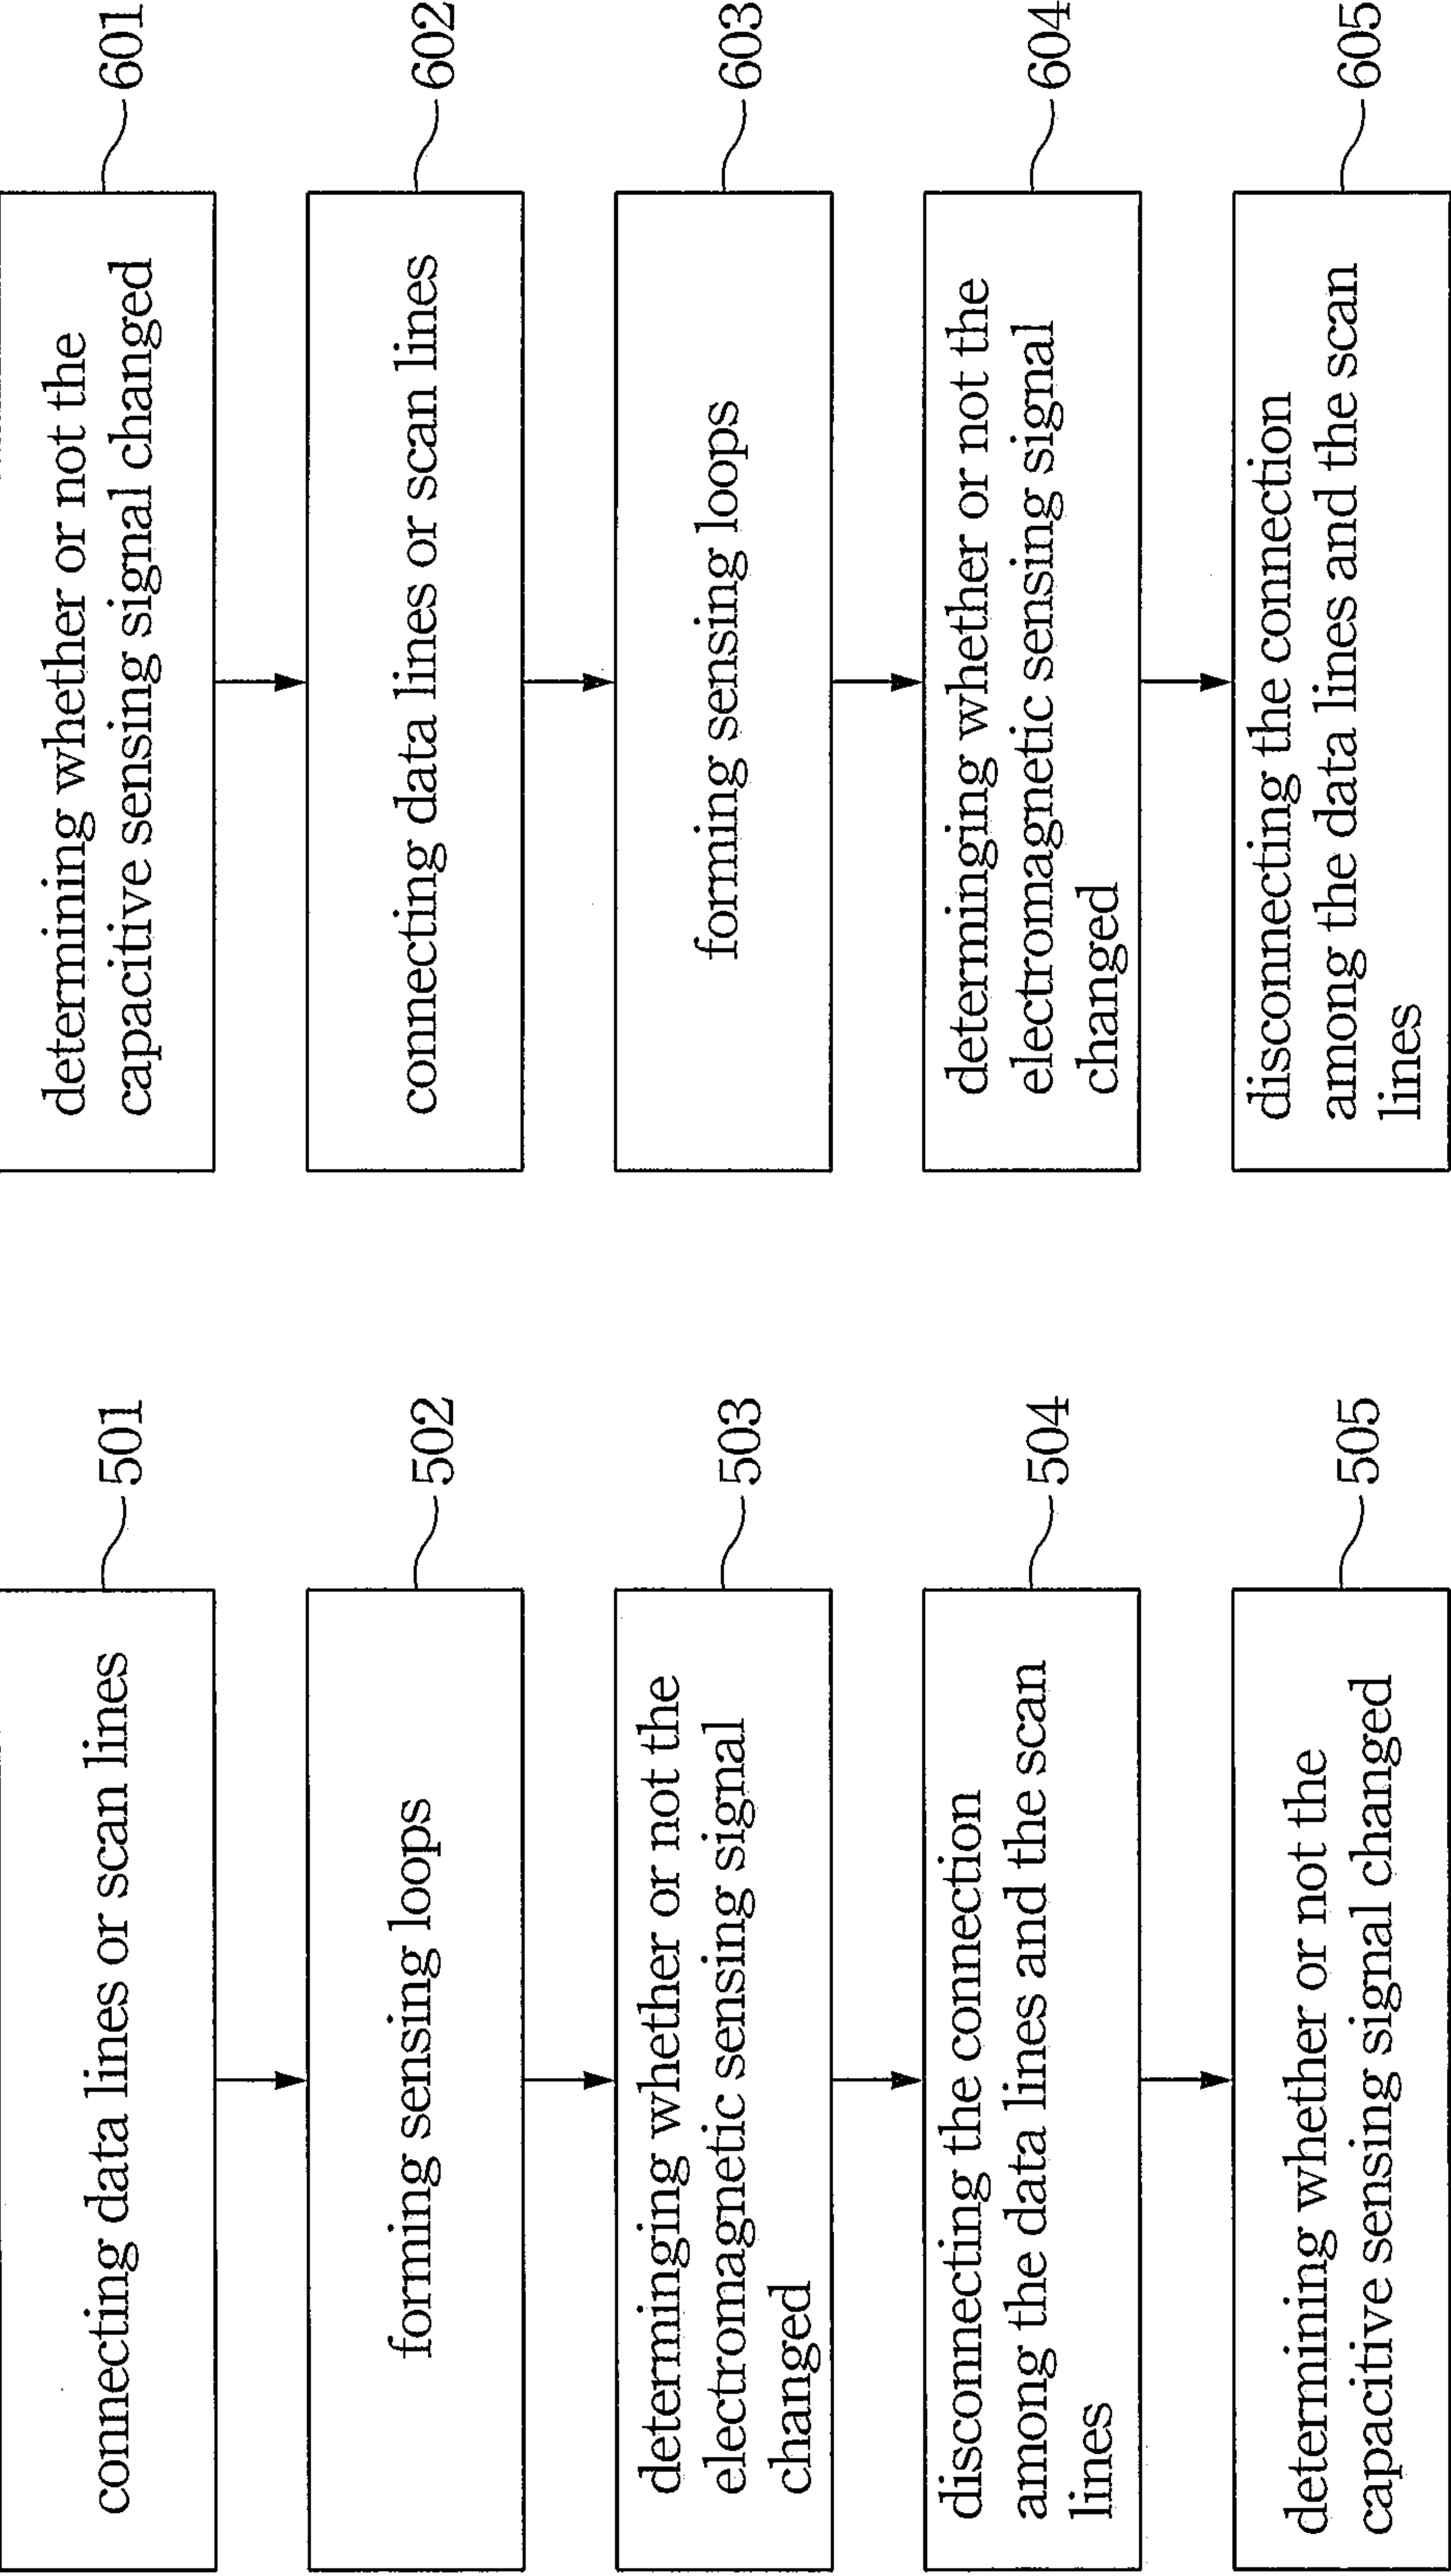 connecting data lines or scan lines
501
forming sensing loops
502
determinging whether or not the
electromagnetic sensing signal
changed
503
disconnecting the connection
among the data lines and the scan
lines
504
determining whether or not the
capacitive sensing signal changed
505
determining whether or not the
capacitive sensing signal changed
601
connecting data lines or scan lines
602
forming sensing loops
603
determinging whether or not the
electromagnetic sensing signal
changed
604
disconnecting the connection
among the data lines and the scan
lines
605